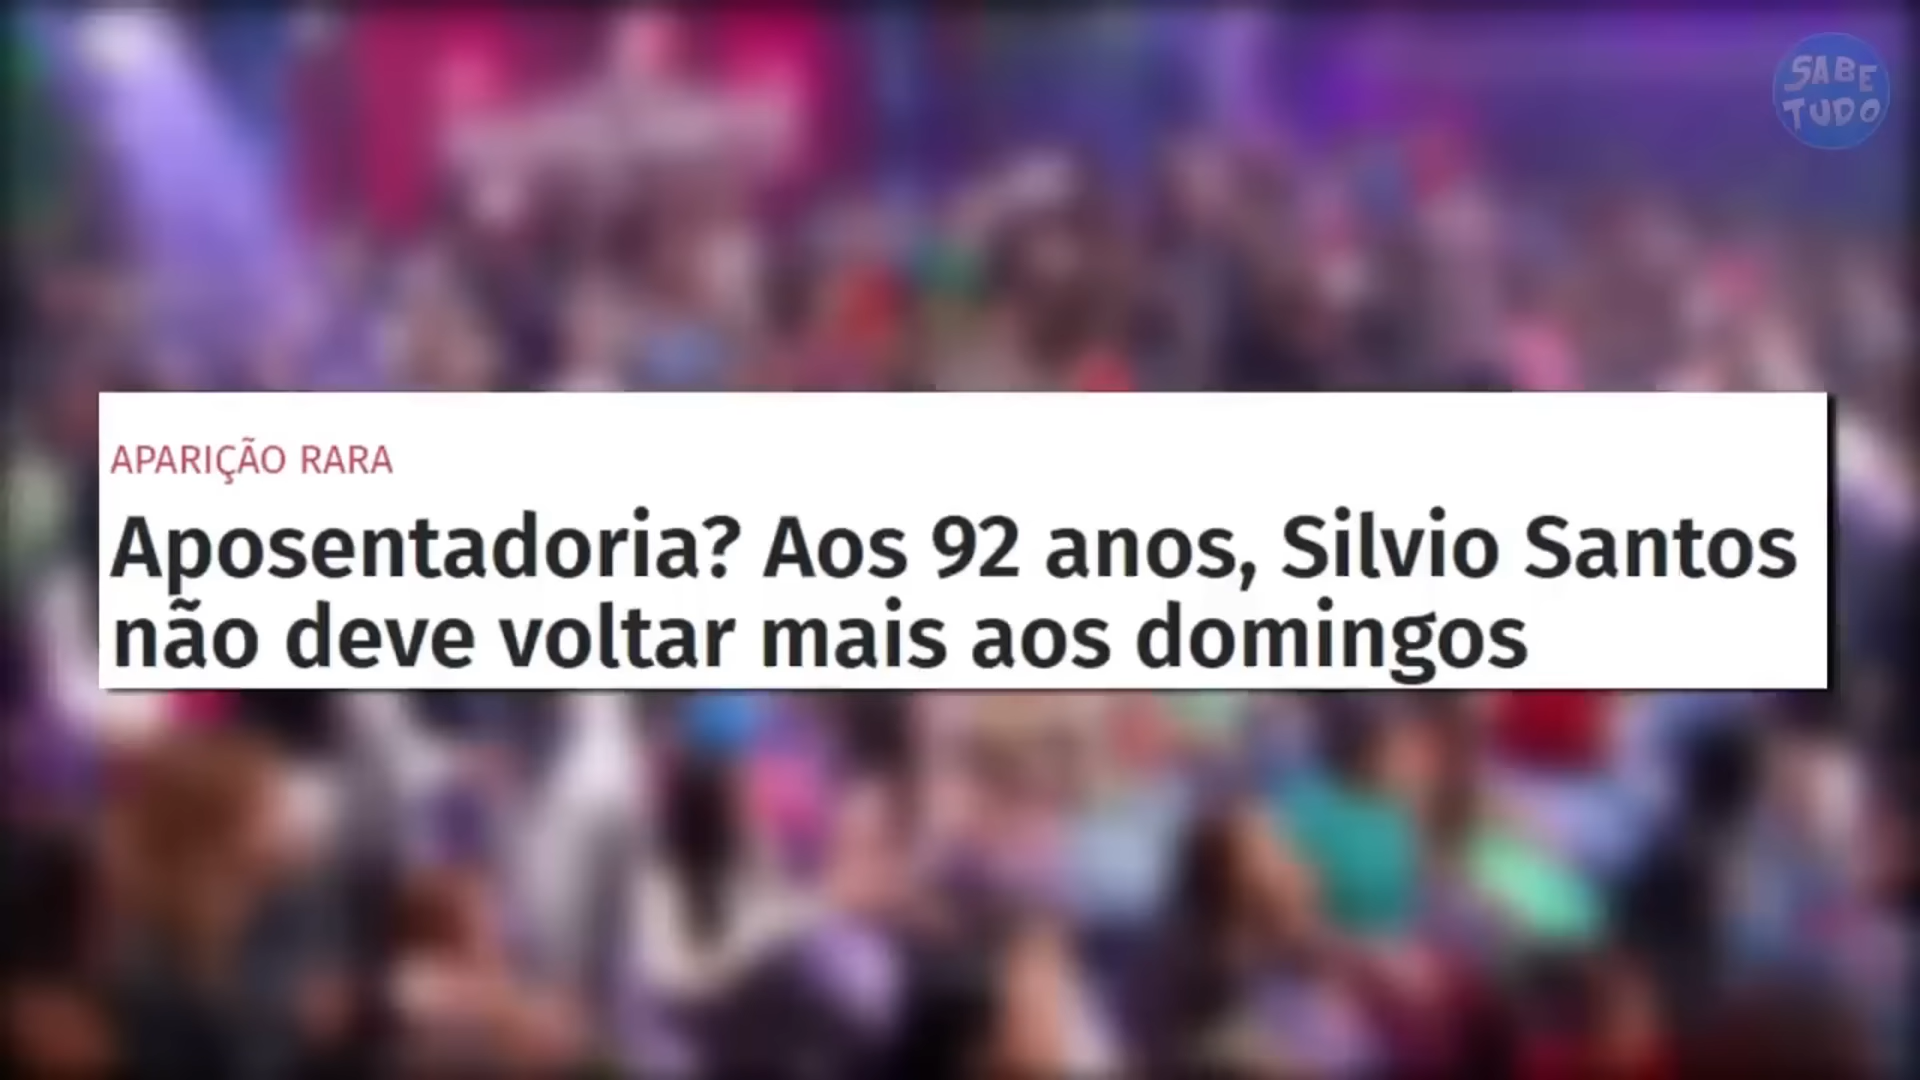 SABE
TUDO
APARIÇÃO RARA
Aposentadoria? Aos 92 anos, Silvio Santos
não deve voltar mais aos domingos